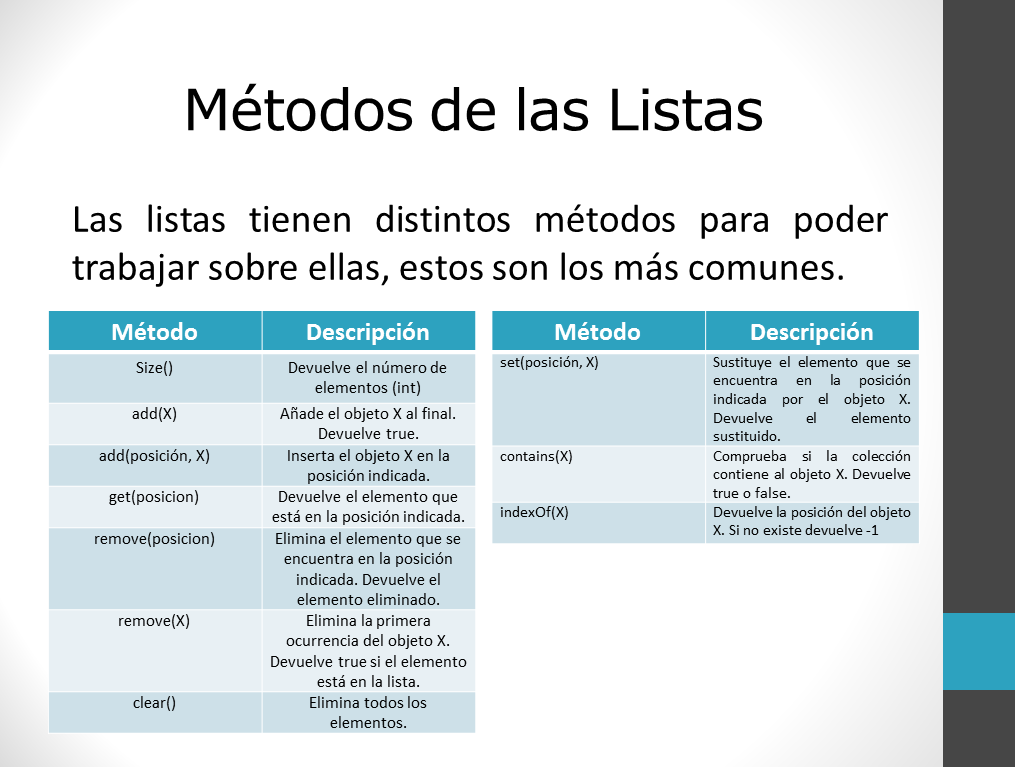 Métodos de las Listas
Las listas tienen distintos métodos para poder
trabajar sobre ellas, estos son los más comunes.
Método
Descripción
Size()
Devuelve el número de
elementos (int)
add(X)
Añade el objeto X al final.
Devuelve true.
add(posición, X)
Inserta el objeto X en la
posición indicada.
get(posicion)
Devuelve el elemento que
está en la posición indicada.
remove(posicion)
Elimina el elemento que se
encuentra en la posición
indicada. Devuelve el
elemento eliminado.
remove(X)
Elimina la primera
ocurrencia del objeto X.
Devuelve true si el elemento
está en la lista.
clear()
Elimina todos los
elementos.
Método
Descripción
set(posición, X)
Sustituye el elemento que se
encuentra en la posición
indicada por el objeto X.
Devuelve el elemento
sustituido.
contains(X)
Comprueba si la colección
contiene al objeto X. Devuelve
true o false.
indexOf(X)
Devuelve la posición del objeto
X. Si no existe devuelve -1